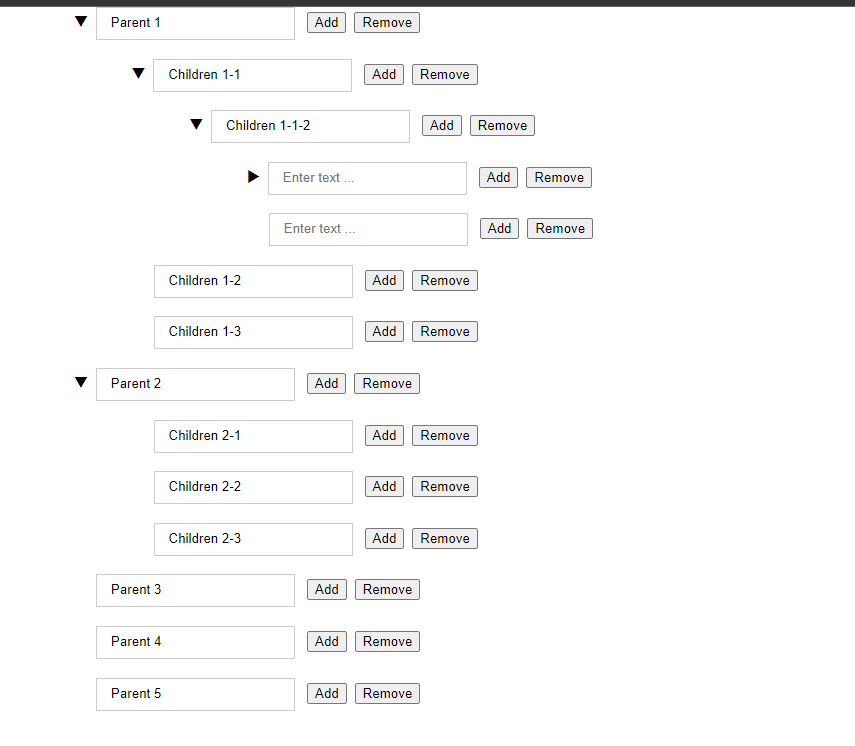 Parent 1 Add Remove
Children 1-1 Add Remove
Children 1-1-2 Add Remove
Enter text ... Add Remove
Enter text ... Add Remove
Children 1-2 Add Remove
Children 1-3 Add Remove
Parent 2 Add Remove
Children 2-1 Add Remove
Children 2-2 Add Remove
Children 2-3 Add Remove
Parent 3 Add Remove
Parent 4 Add Remove
Parent 5 Add Remove